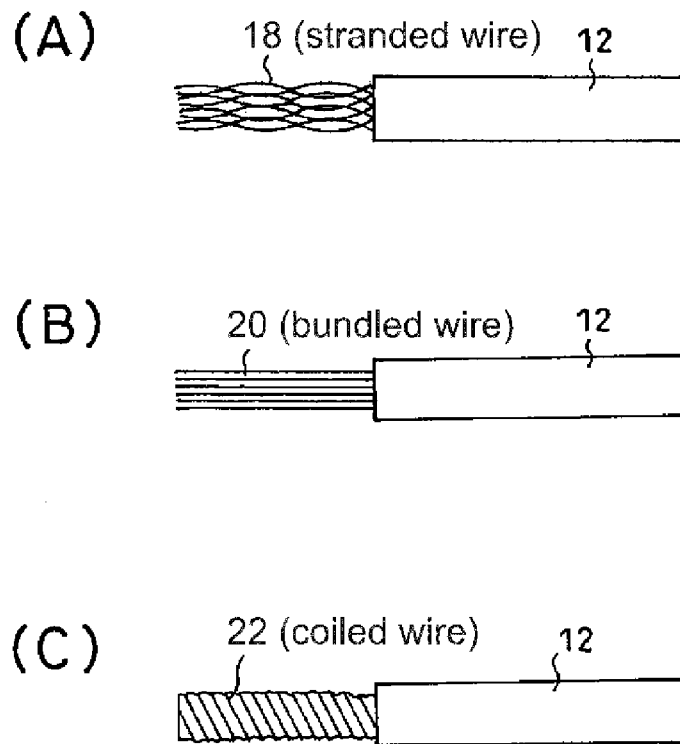 (A)
18 (stranded wire)
12
(B)
20 (bundled wire)
12
(C)
22 (coiled wire)
12